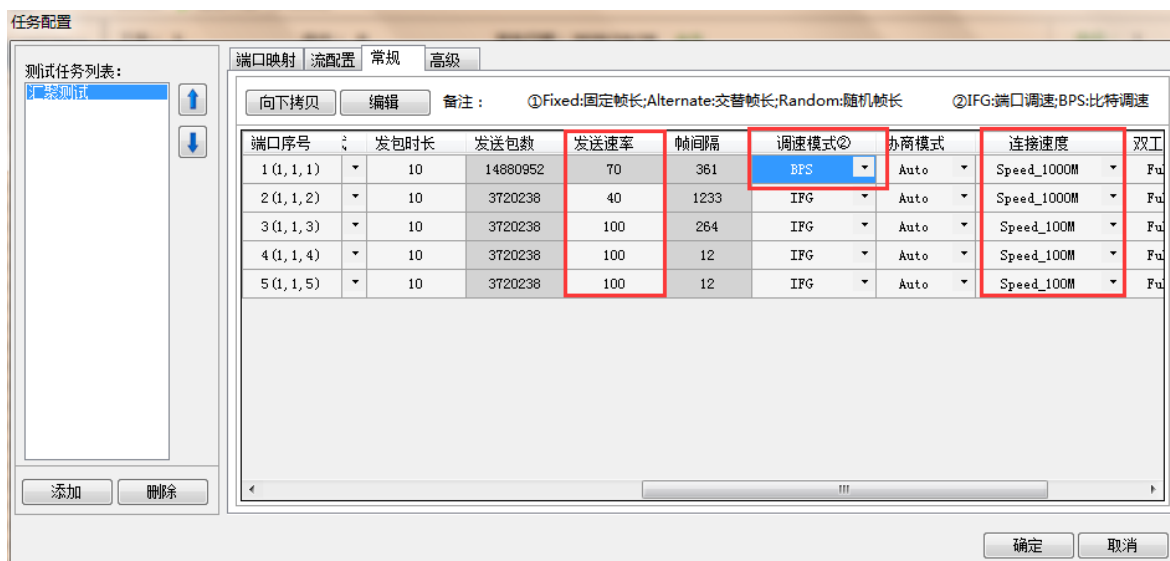 任务配置
测试任务列表:
汇聚测试
添加 删除
端口映射 流配置 常规 高级
向下拷贝 编辑 备注: ①Fixed:固定帧长;Alternate:交替帧长;Random:随机帧长 ②IFG:端口调速;BPS:比特调速
端口序号 发包时长 发送包数 发送速率 帧间隔 调速模式② 协商模式 连接速度 双工
1(1,1,1) 10 14880952 70 361 BPS Auto Speed_1000M Ful
2(1,1,2) 10 3720238 40 1233 IFG Auto Speed_1000M Ful
3(1,1,3) 10 3720238 100 264 IFG Auto Speed_100M Ful
4(1,1,4) 10 3720238 100 12 IFG Auto Speed_100M Ful
5(1,1,5) 10 3720238 100 12 IFG Auto Speed_100M Ful
确定 取消